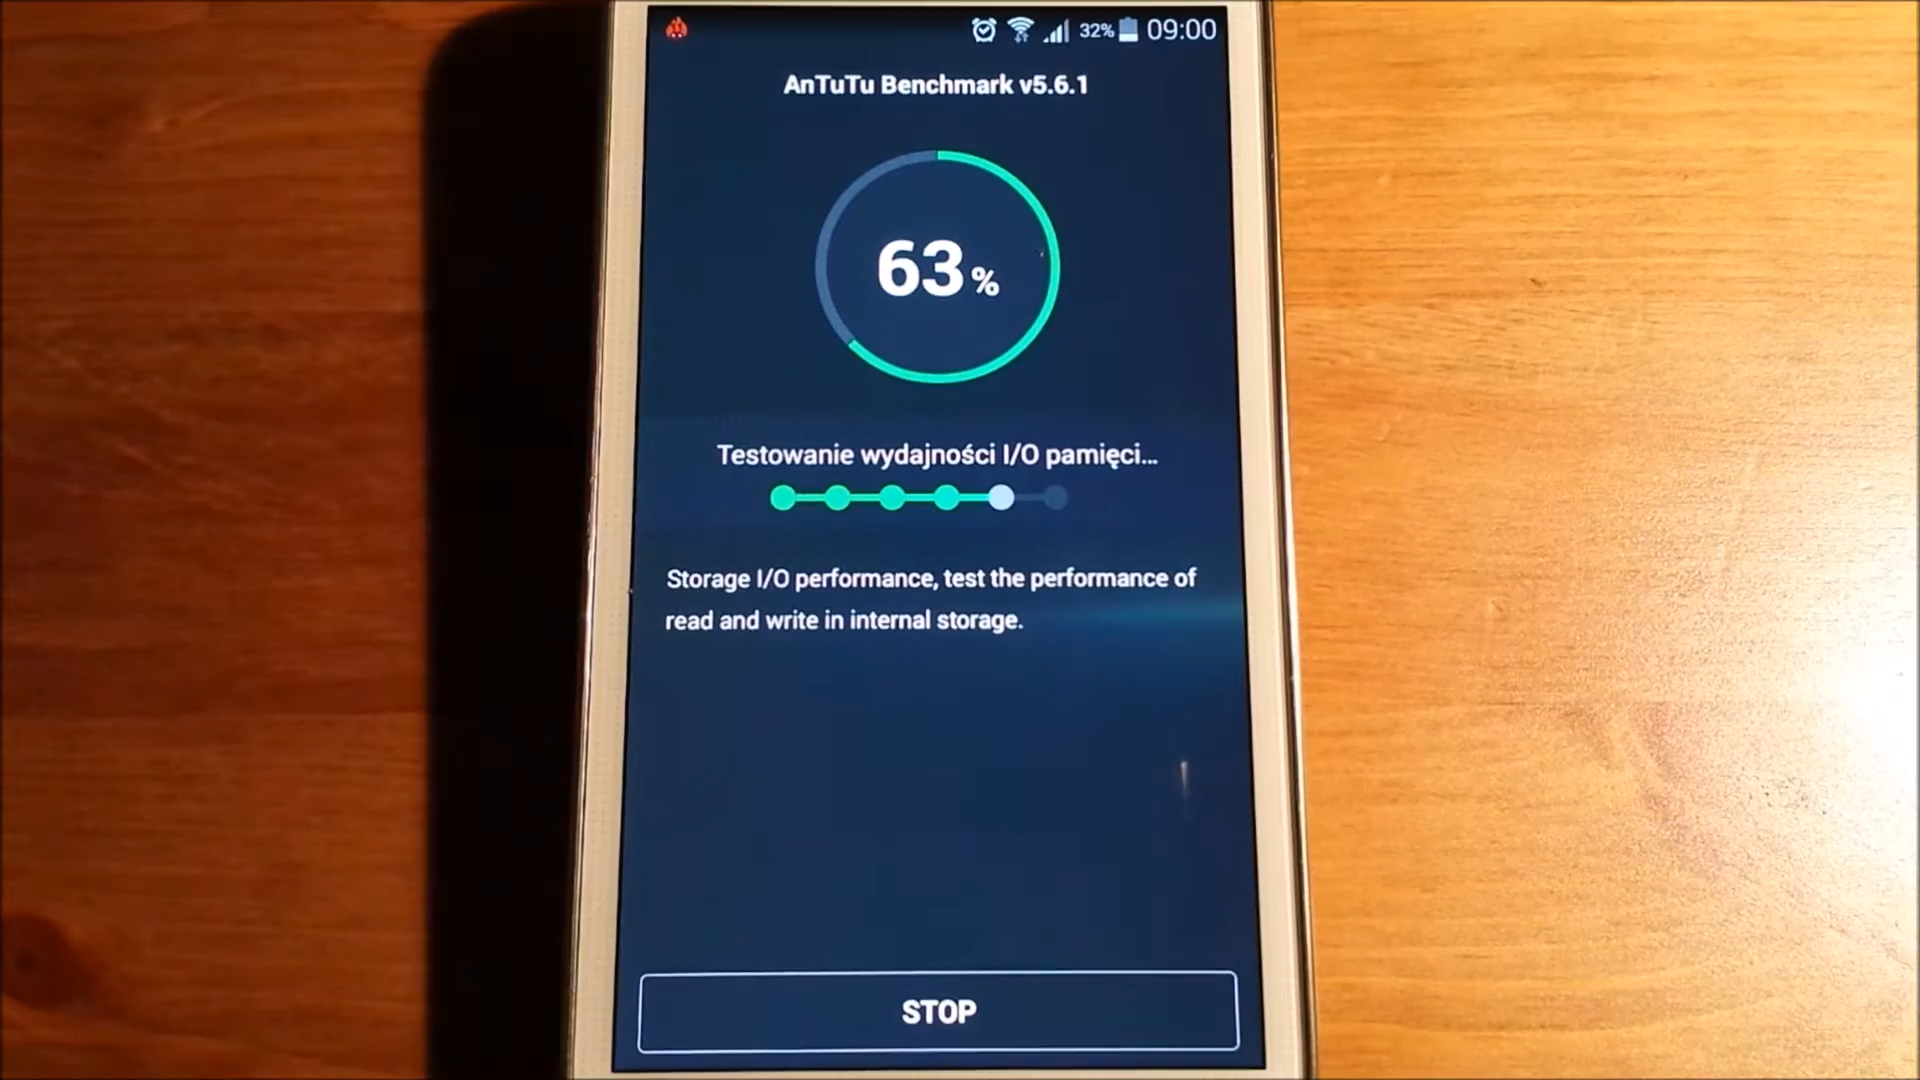 32% 09:00
AnTuTu Benchmark v5.6.1
63%
Testowanie wydajności I/O pamięci...
Storage I/O performance, test the performance of
read and write in internal storage.
STOP